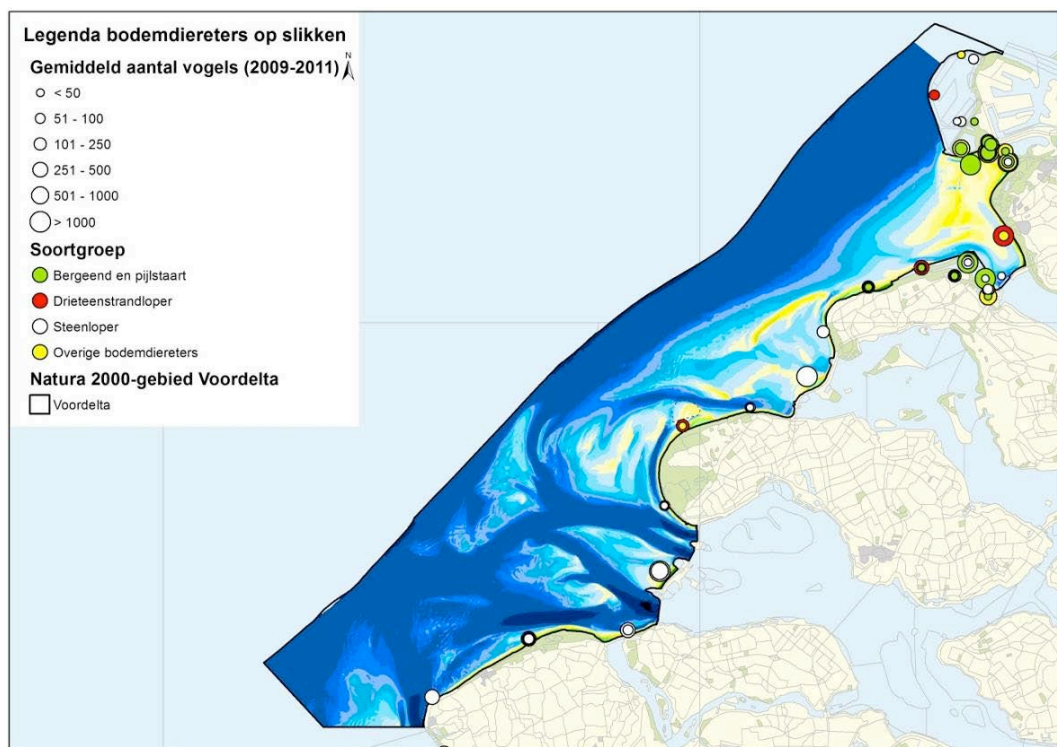 Legenda bodemdiereters op slikken
Gemiddeld aantal vogels (2009-2011)
N
< 50
51 - 100
101 - 250
251 - 500
501 - 1000
> 1000
Soortgroep
Bergeend en pijlstaart
Drieteenstrandloper
Steenloper
Overige bodemdiereters
Natura 2000-gebied Voordelta
Voordelta